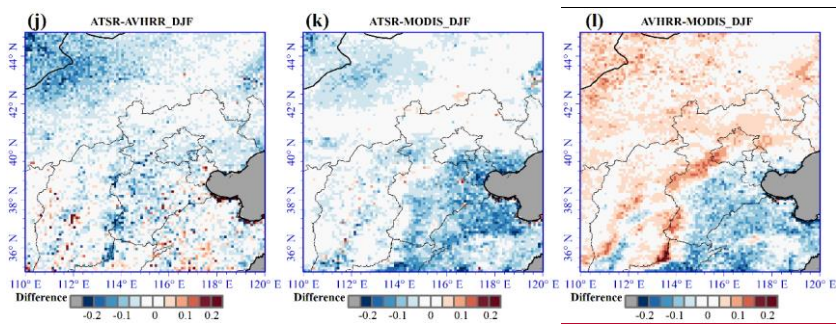 (j) ATSR-AVIIRR_DJF
(k) ATSR-MODIS_DJF
(l) AVIIRR-MODIS_DJF
44° N
42° N
40° N
38° N
36° N
110° E 112° E 114° E 116° E 118° E 120° E
44° N
42° N
40° N
38° N
36° N
110° E 112° E 114° E 116° E 118° E 120° E
44° N
42° N
40° N
38° N
36° N
110° E 112° E 114° E 116° E 118° E 120° E
Difference
-0.2 -0.1 0 0.1 0.2
Difference
-0.2 -0.1 0 0.1 0.2
Difference
-0.2 -0.1 0 0.1 0.2